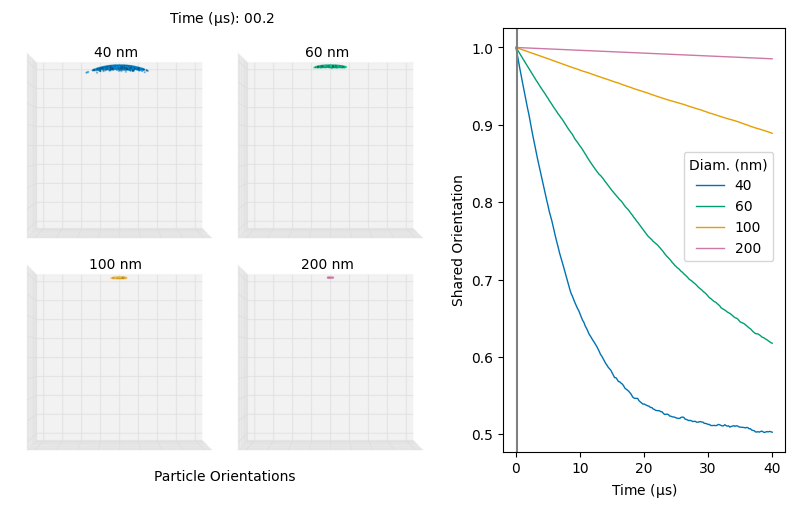 Time (µs): 00.2
40 nm
60 nm
100 nm
200 nm
Particle Orientations
Shared Orientation
1.0
0.9
0.8
0.7
0.6
0.5
Diam. (nm)
40
60
100
200
0
10
20
30
40
Time (µs)